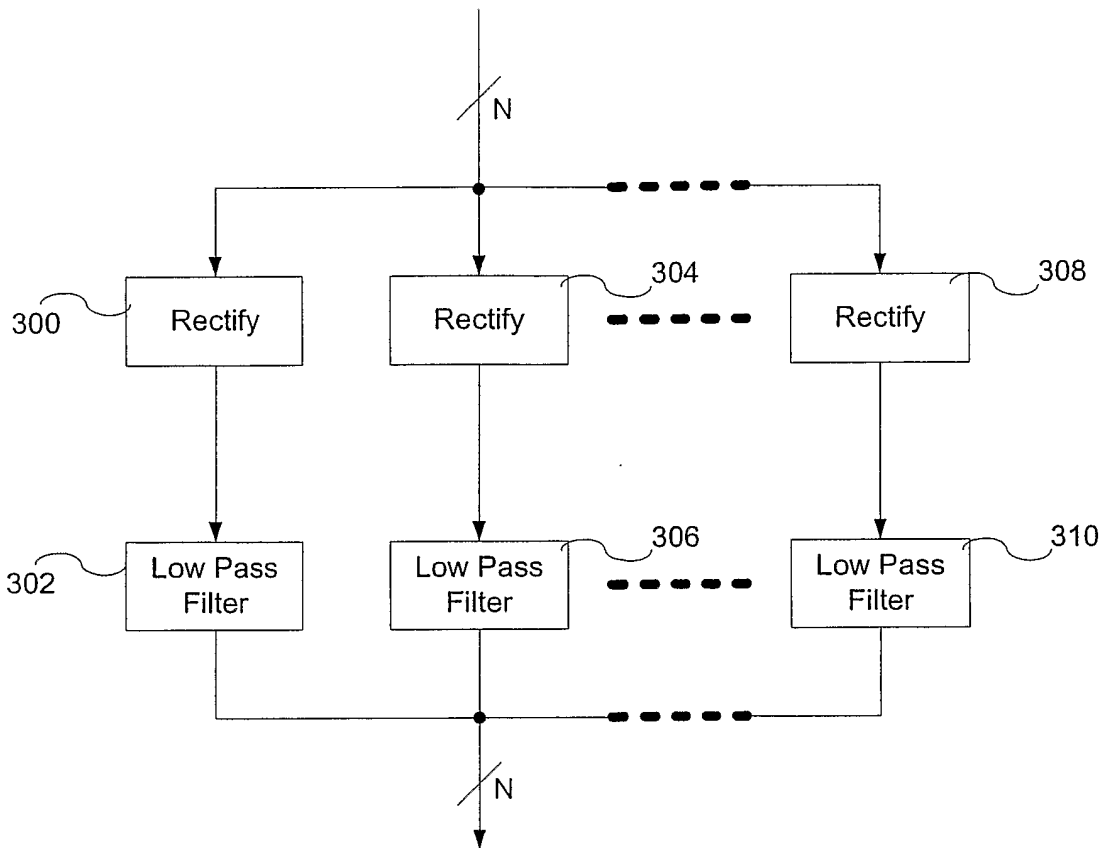 N
300
Rectify
Rectify
304
Rectify
308
302
Low Pass
Filter
Low Pass
Filter
306
Low Pass
Filter
310
N